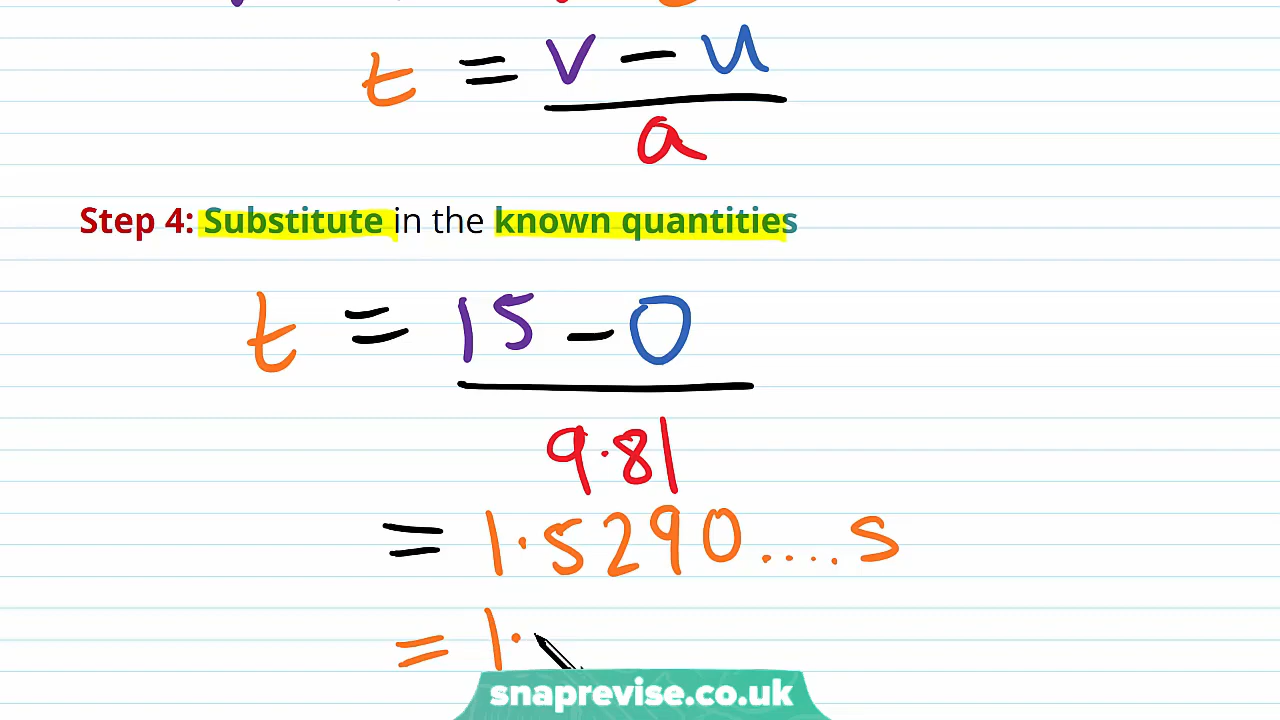 t = v - u
a
Step 4: Substitute in the known quantities
t = 15 - 0
9.81
= 1.5290.... s
= 1.
snaprevise.co.uk